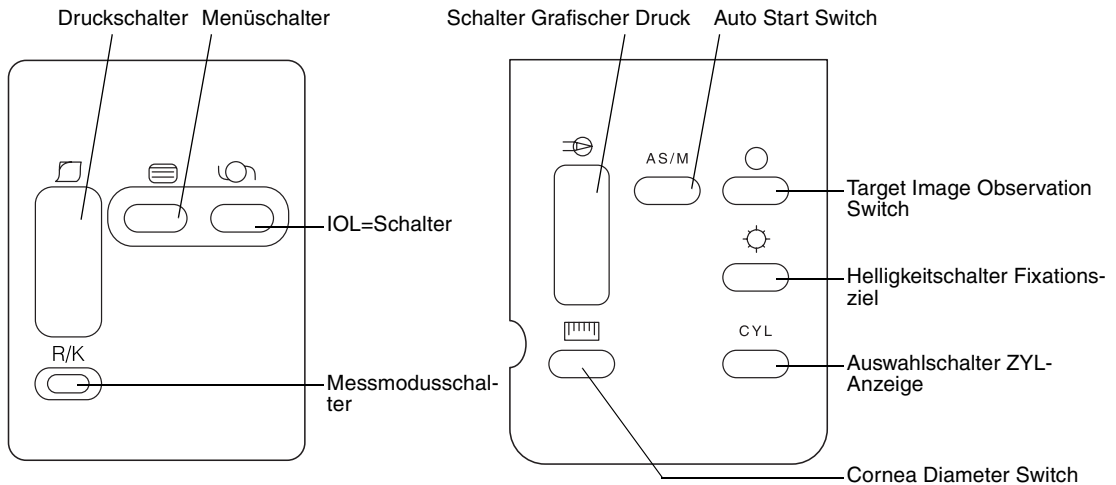 Druckschalter Menüschalter
Schalter Grafischer Druck
Auto Start Switch
AS/M
Target Image Observation
Switch
IOL=Schalter
Helligkeitschalter Fixations-
ziel
R/K
CYL
Messmodusschal-
ter
Auswahlschalter ZYL-
Anzeige
Cornea Diameter Switch